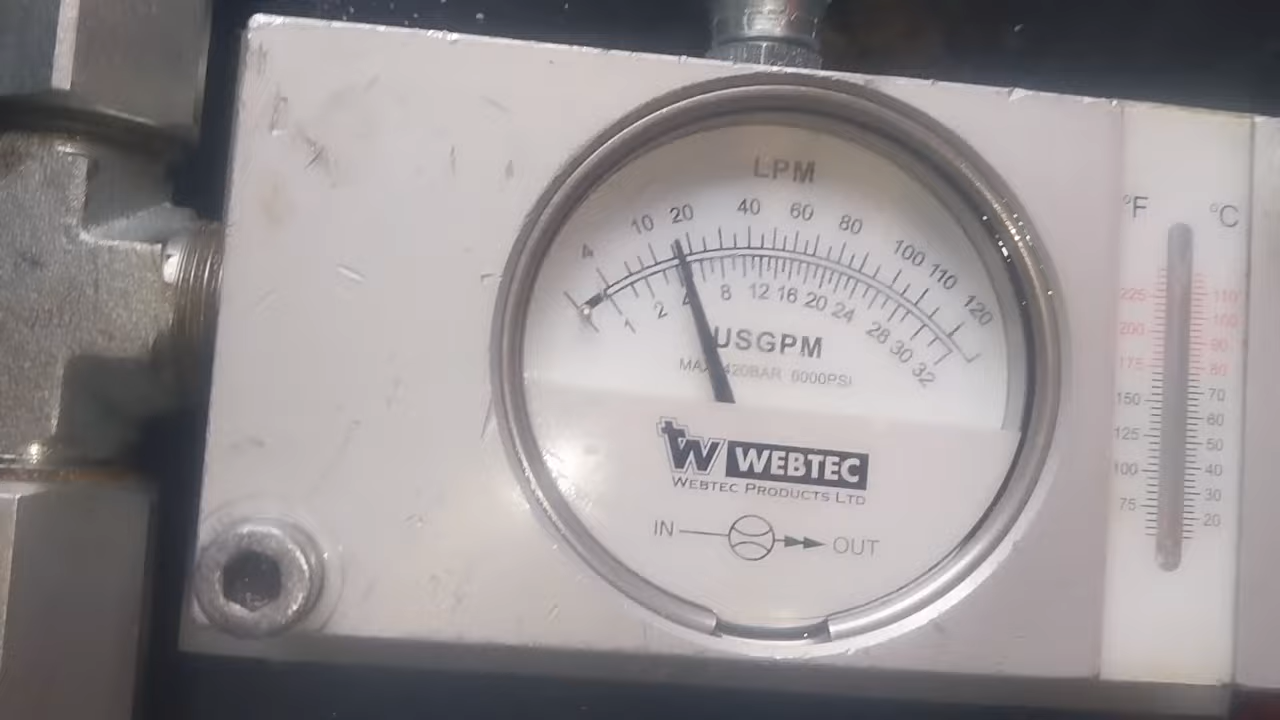 LPM
4 10 20 40 60 80 100 110 120
1 2 4 8 12 16 20 24 28 30 32
USGPM
MAX 420BAR 6000PSI
W WEBTEC
WEBTEC PRODUCTS LTD
IN OUT
°F °C
225 110
200 100
90
175 80
150 70
60
125 50
100 40
30
75 20